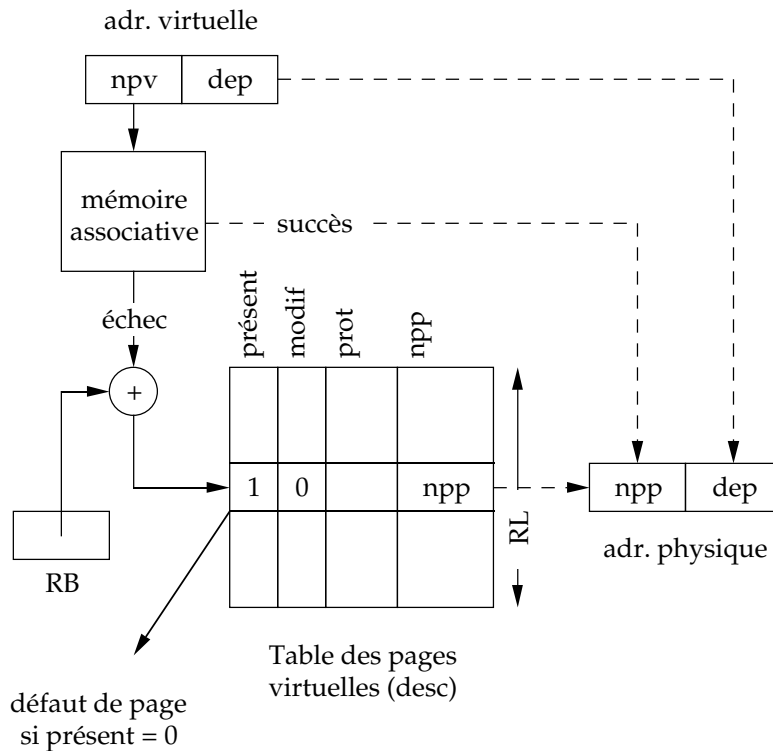 adr. virtuelle
npv
dep
mémoire
associative
succès
échec
présent
modif
prot
npp
+
1
0
npp
RL
npp
dep
adr. physique
RB
Table des pages
virtuelles (desc)
défaut de page
si présent = 0